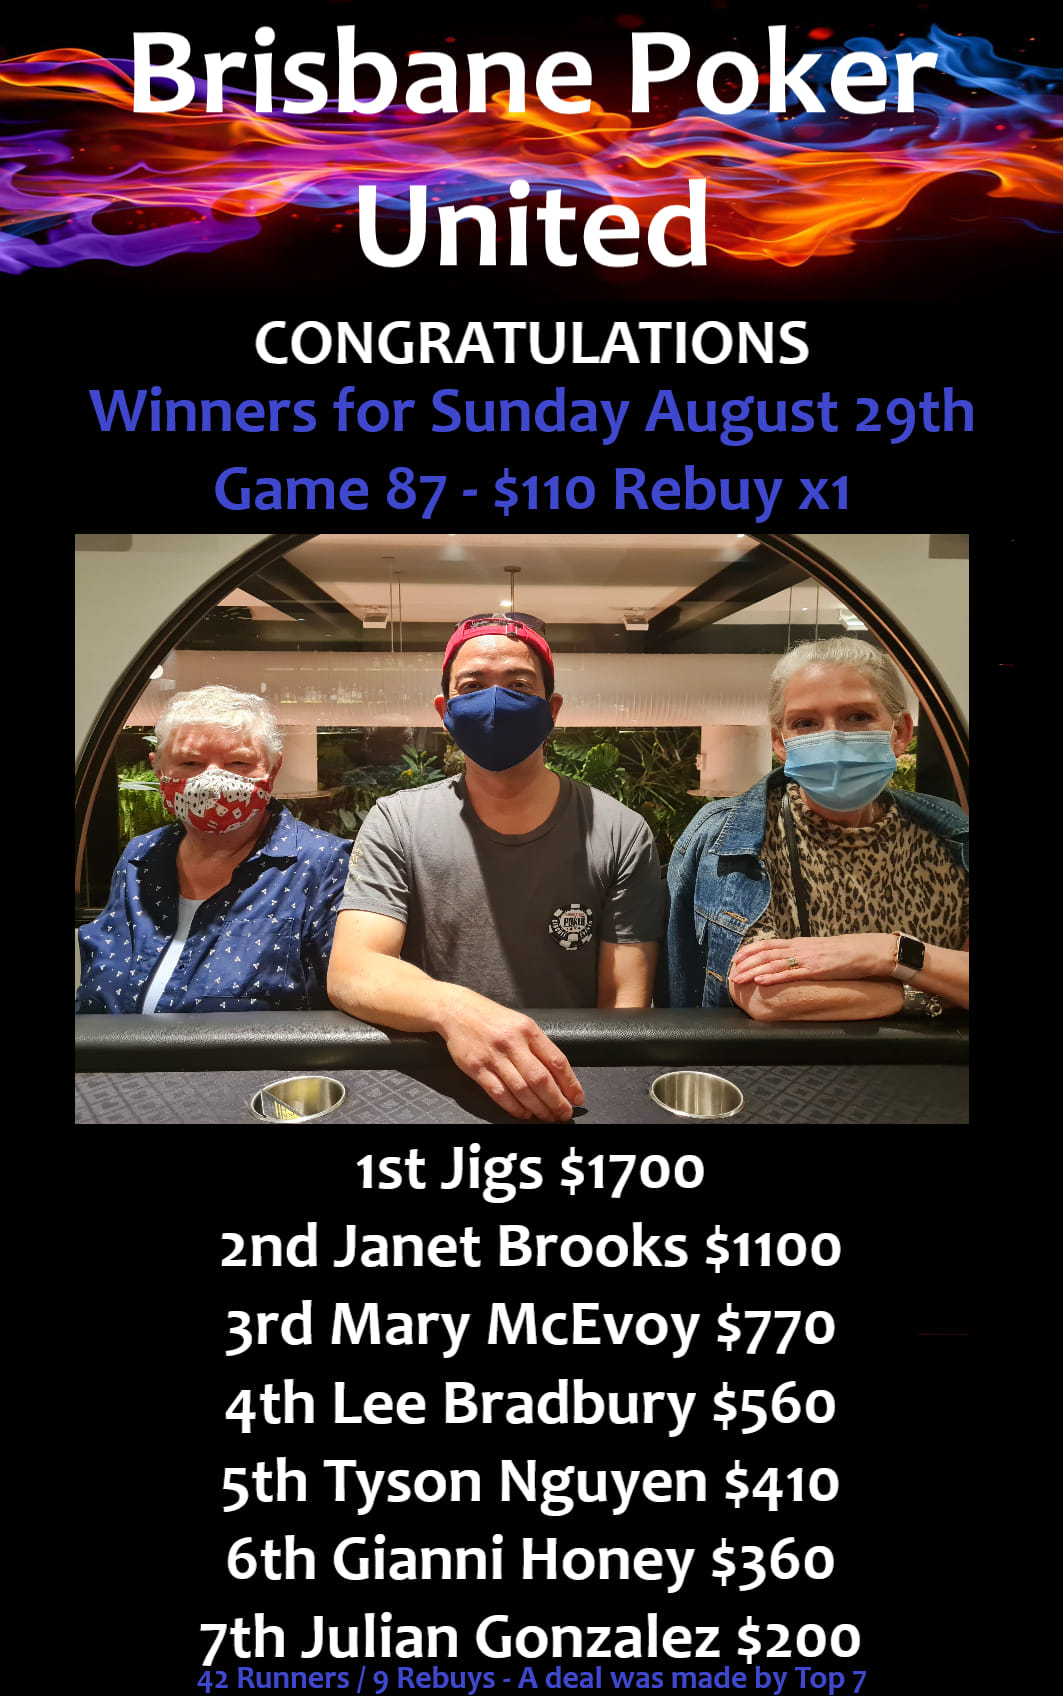 Brisbane Poker
United
CONGRATULATIONS
Winners for Sunday August 29th
Game 87 - $110 Rebuy x1
POKER
1st Jigs $1700
2nd Janet Brooks $1100
3rd Mary McEvoy $770
4th Lee Bradbury $560
5th Tyson Nguyen $410
6th Gianni Honey $360
7th Julian Gonzalez $200
42 Runners / 9 Rebuys - A deal was made by Top 7